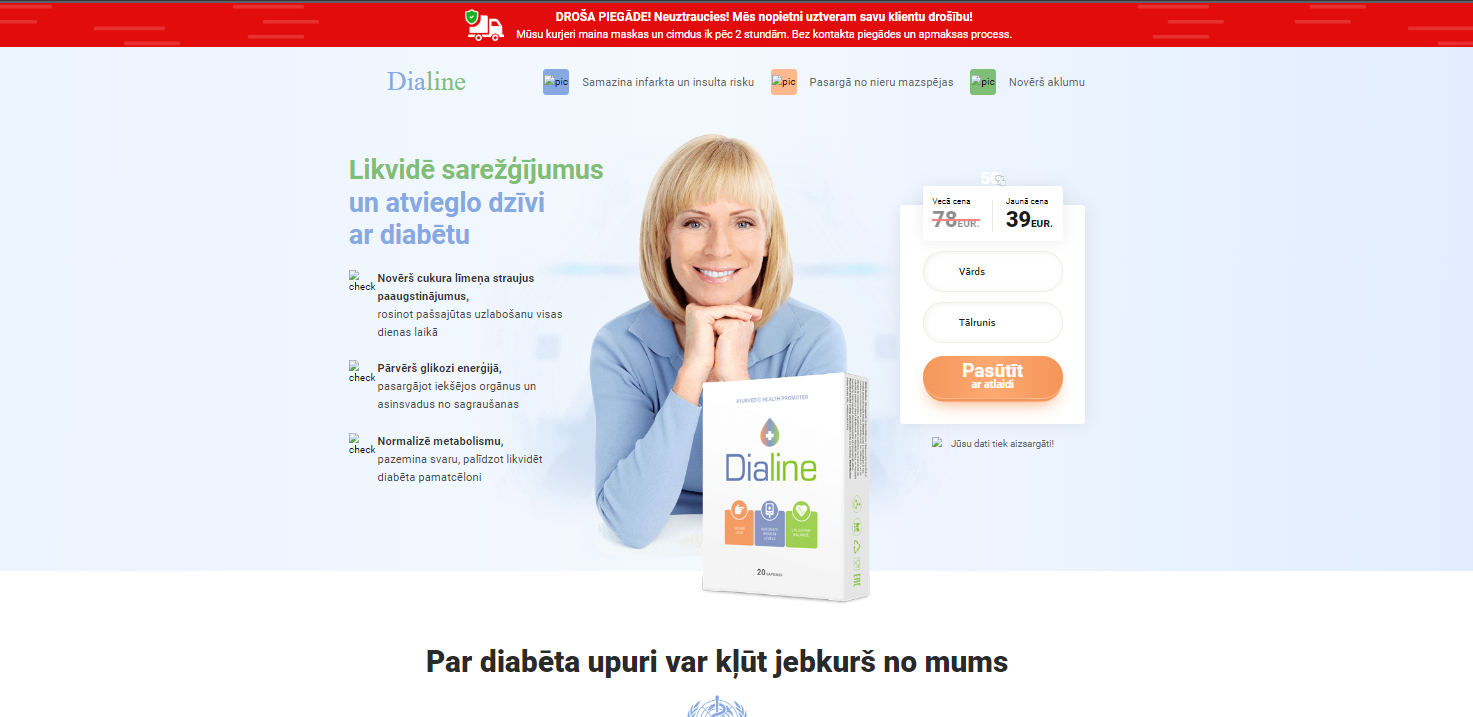 DROŠA PIEGĀDE! Neuztraucies! Mēs nopietni uztveram savu klientu drošību!
Mūsu kurjeri maina maskas un cimdus ik pēc 2 stundām. Bez kontakta piegādes un apmaksas process.
Dialine
pic
Samazina infarkta un insulta risku
pic
Pasargā no nieru mazspējas
pic
Novērš aklumu
Likvidē sarežģījumus
un atvieglo dzīvi
ar diabētu
check
Novērš cukura līmeņa straujus
paaugstinājumus,
rosinot pašsajūtas uzlabošanu visas
dienas laikā
check
Pārvērš glikozi enerģijā,
pasargājot iekšējos orgānus un
asinsvadus no sagraušanas
check
Normalizē metabolismu,
pazemina svaru, palīdzot likvidēt
diabēta pamatcēloni
AYURVEDIC HEALTH PROMOTER
Dialine
20 CAPSULES
Vecā cena
78EUR.
Jaunā cena
39EUR.
Vārds
Tālrunis
Pasūtīt
ar atlaidi
Jūsu dati tiek aizsargāti!
Par diabēta upuri var kļūt jebkurš no mums